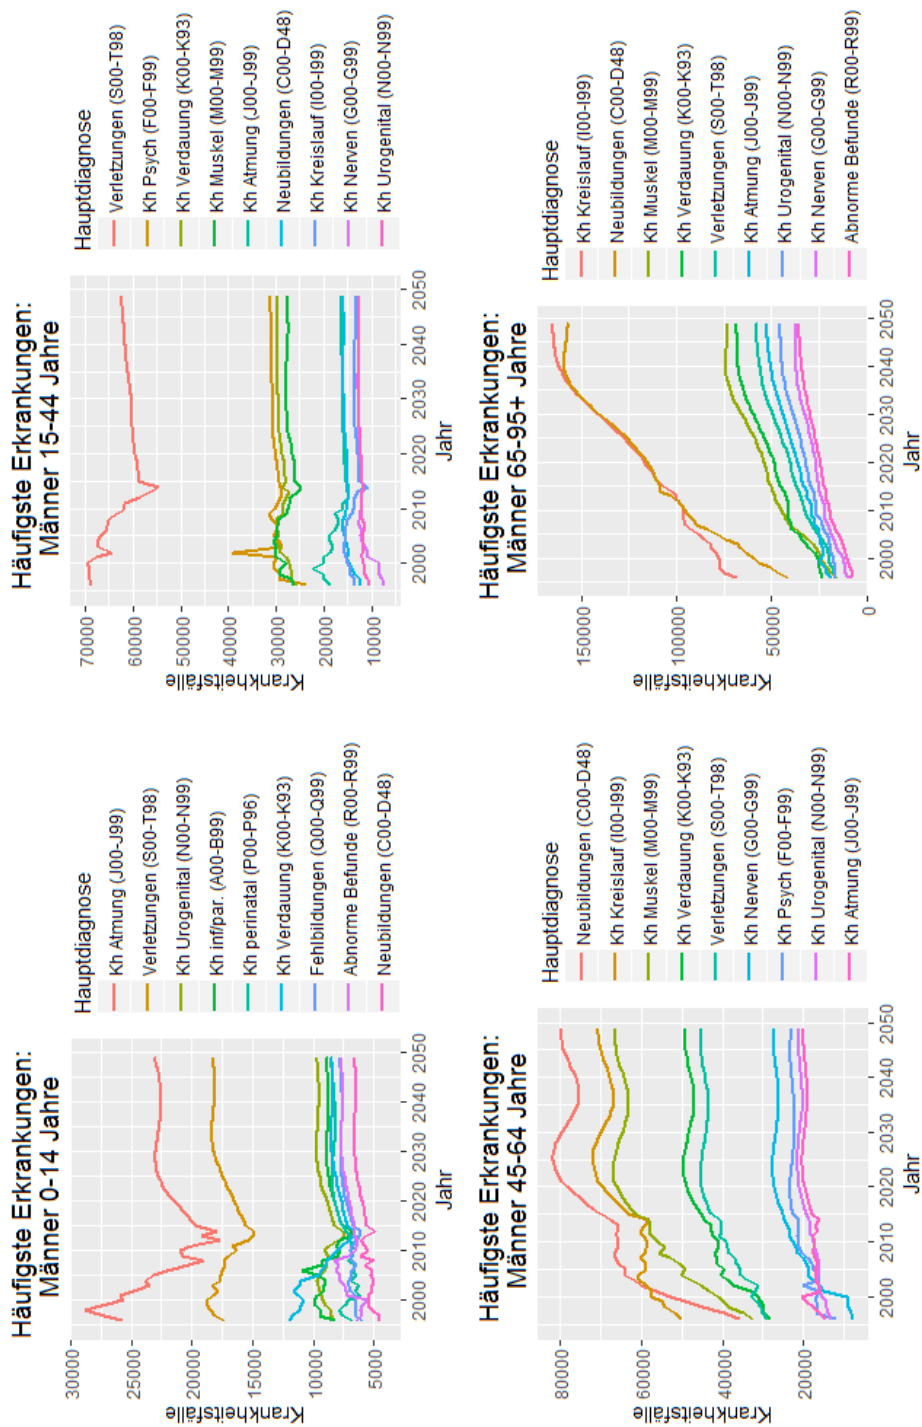 Häufigste Erkrankungen:
Männer 0-14 Jahre
30000
25000
20000
15000
10000
5000
Krankheitsfälle
2000
2010
2020
2030
2040
2050
Jahr
Hauptdiagnose
Kh Atmung (J00-J99)
Verletzungen (S00-T98)
Kh Urogenital (N00-N99)
Kh inf/par. (A00-B99)
Kh perinatal (P00-P96)
Kh Verdauung (K00-K93)
Fehlbildungen (Q00-Q99)
Abnorme Befunde (R00-R99)
Neubildungen (C00-D48)
Häufigste Erkrankungen:
Männer 15-44 Jahre
70000
60000
50000
40000
30000
20000
10000
Krankheitsfälle
2000
2010
2020
2030
2040
2050
Jahr
Hauptdiagnose
Verletzungen (S00-T98)
Kh Psych (F00-F99)
Kh Verdauung (K00-K93)
Kh Muskel (M00-M99)
Kh Atmung (J00-J99)
Neubildungen (C00-D48)
Kh Kreislauf (I00-I99)
Kh Nerven (G00-G99)
Kh Urogenital (N00-N99)
Häufigste Erkrankungen:
Männer 45-64 Jahre
80000
60000
40000
20000
Krankheitsfälle
2000
2010
2020
2030
2040
2050
Jahr
Hauptdiagnose
Neubildungen (C00-D48)
Kh Kreislauf (I00-I99)
Kh Muskel (M00-M99)
Kh Verdauung (K00-K93)
Verletzungen (S00-T98)
Kh Nerven (G00-G99)
Kh Psych (F00-F99)
Kh Urogenital (N00-N99)
Kh Atmung (J00-J99)
Häufigste Erkrankungen:
Männer 65-95+ Jahre
150000
100000
50000
0
Krankheitsfälle
2000
2010
2020
2030
2040
2050
Jahr
Hauptdiagnose
Kh Kreislauf (I00-I99)
Neubildungen (C00-D48)
Kh Muskel (M00-M99)
Kh Verdauung (K00-K93)
Verletzungen (S00-T98)
Kh Atmung (J00-J99)
Kh Urogenital (N00-N99)
Kh Nerven (G00-G99)
Abnorme Befunde (R00-R99)